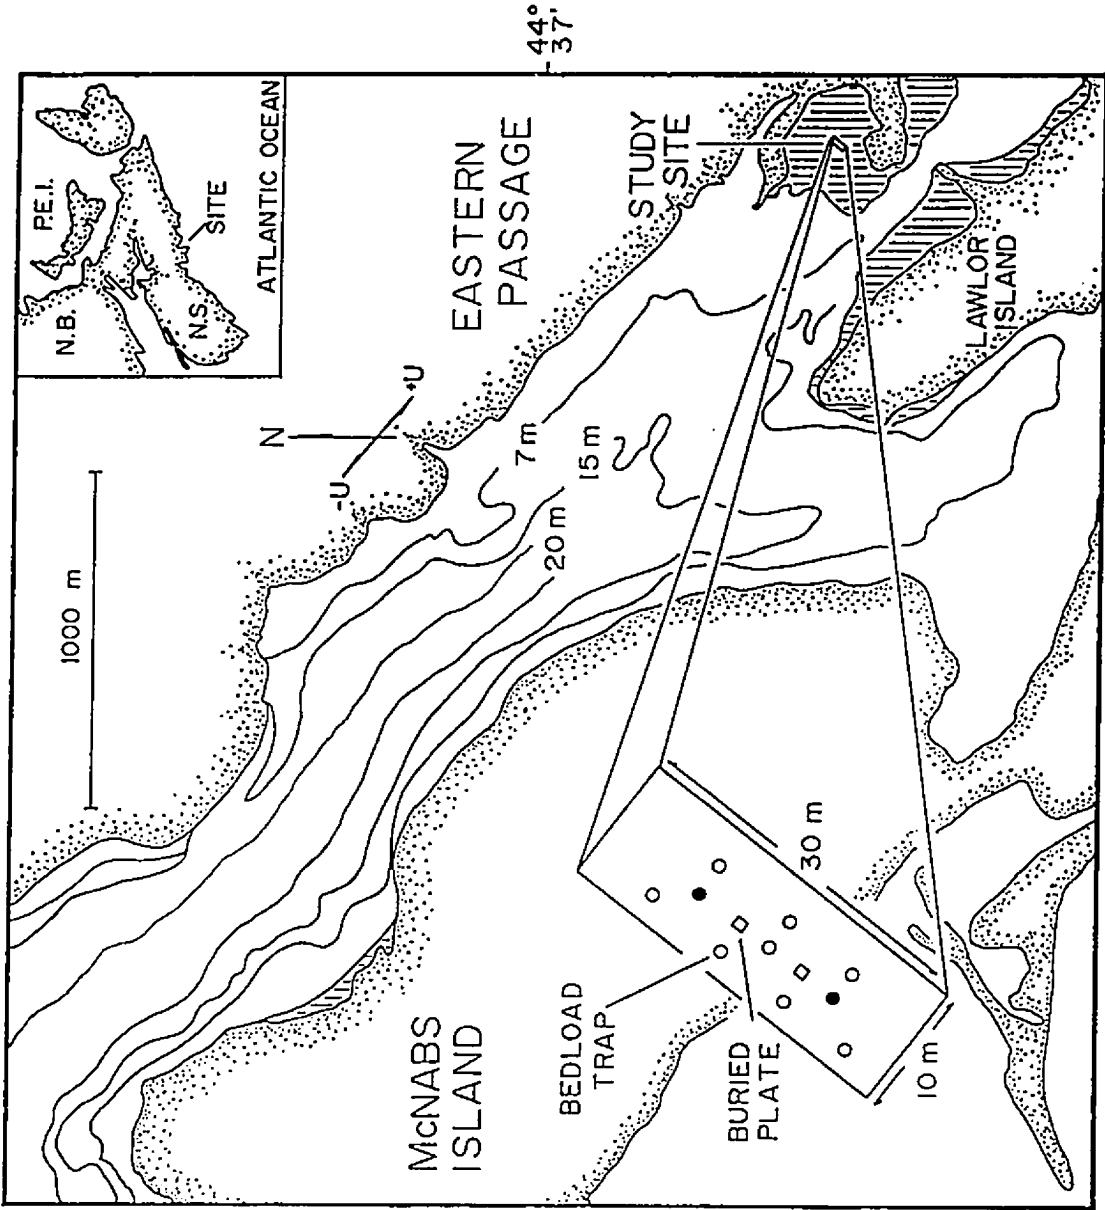 44°
37'
P.E.I.
N.B.
N.S.
SITE
ATLANTIC OCEAN
EASTERN
PASSAGE
STUDY
SITE
N
+U
-U
1000 m
7 m
15 m
20 m
LAWLOR
ISLAND
McNABS
ISLAND
BEDLOAD
TRAP
BURIED
PLATE
30 m
10 m